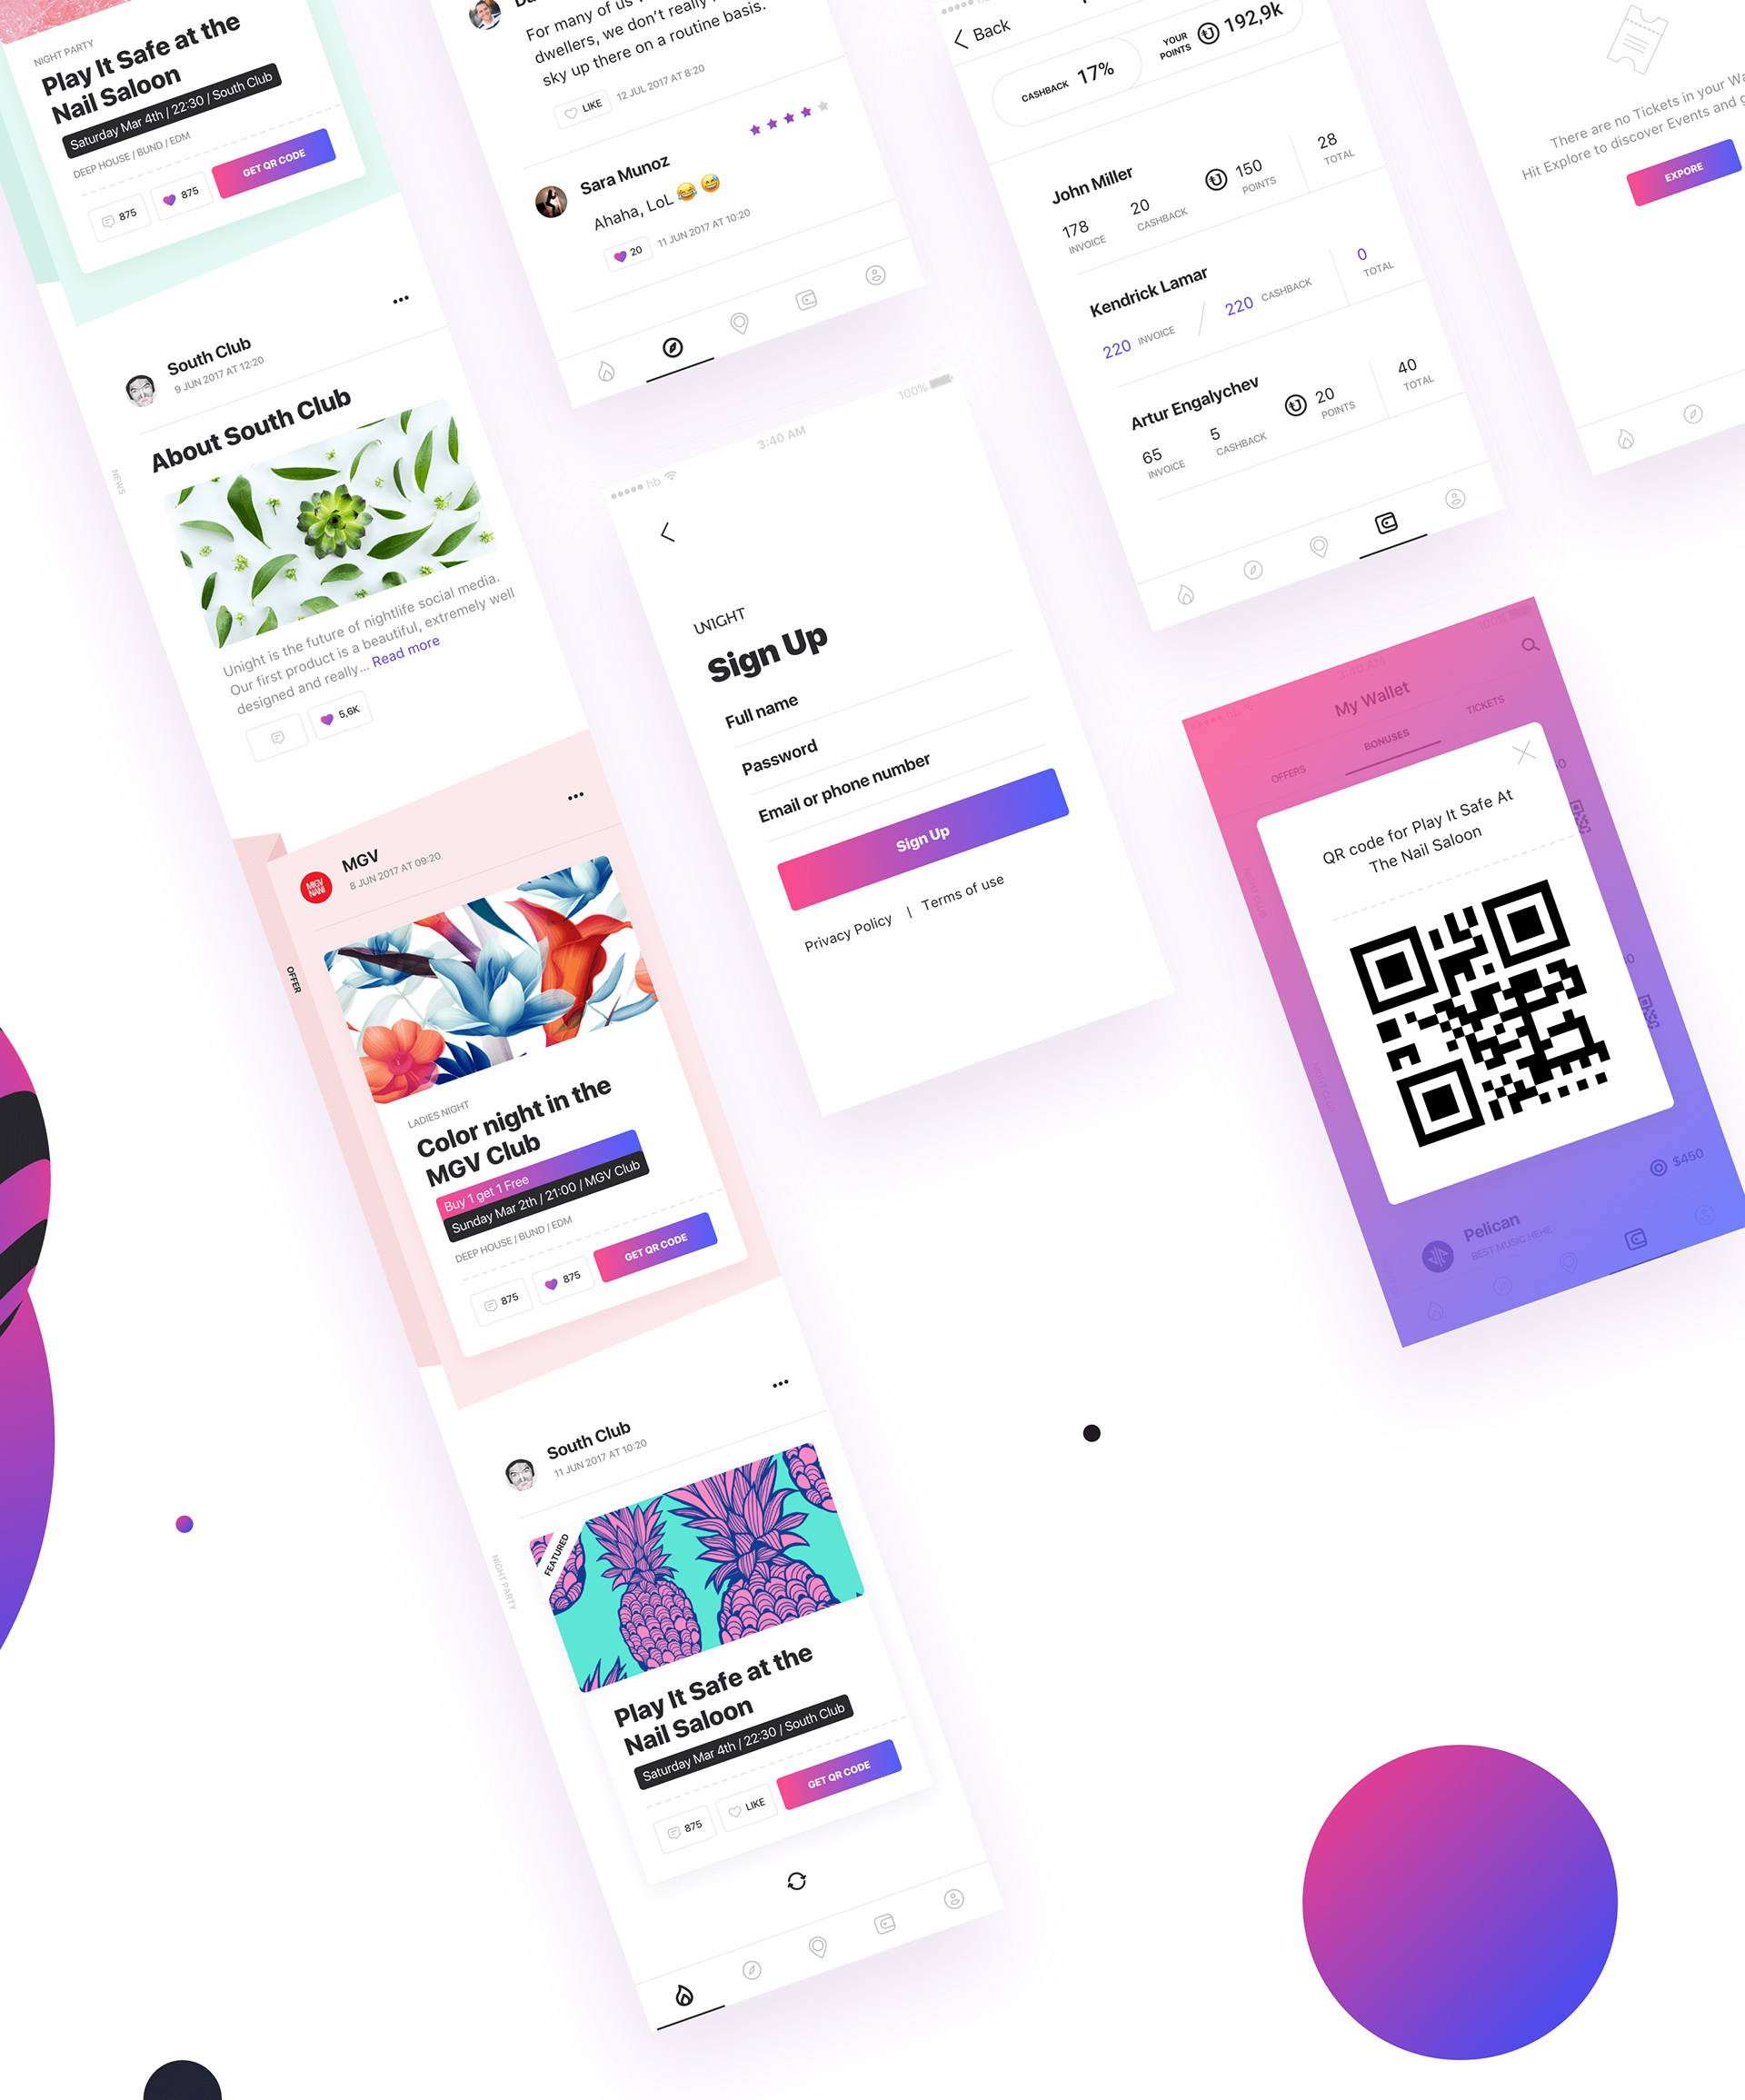 NIGHT PARTY
Play It Safe at the
Nail Saloon
Saturday Mar 4th / 22:30 / South Club
DEEP HOUSE / BUND / EDM
875
875
GET QR CODE
South Club
9 JUN 2017 AT 12:20
NEWS
About South Club
Unight is the future of nightlife social media.
Our first product is a beautiful, extremely well
designed and really... Read more
5,6K
MGV
8 JUN 2017 AT 09:20
MIGV
NANI
OFFER
LADIES NIGHT
Color night in the
MGV Club
Buy 1 get 1 Free
Sunday Mar 2th / 21:00 / MGV Club
DEEP HOUSE / BUND / EDM
875
875
GET QR CODE
South Club
11 JUN 2017 AT 10:20
NIGHT PARTY
FEATURED
Play It Safe at the
Nail Saloon
Saturday Mar 4th / 22:30 / South Club
875
LIKE
GET QR CODE
For many of us
dwellers, we don't really
sky up there on a routine basis.
LIKE
12 JUL 2017 AT 8:20
Sara Munoz
Ahaha, LoL 😂 😅
20
11 JUN 2017 AT 10:20
hb
3:40 AM
100%
UNIGHT
Sign Up
Full name
Password
Email or phone number
Sign Up
Privacy Policy | Terms of use
Back
CASHBACK 17%
YOUR
POINTS
192,9k
John Miller
178
INVOICE
20
CASHBACK
150
POINTS
28
TOTAL
Kendrick Lamar
220 INVOICE
220 CASHBACK
0
TOTAL
Artur Engalychev
65
INVOICE
5
CASHBACK
20
POINTS
40
TOTAL
There are no Tickets in your
Hit Explore to discover Events and
EXPORE
hb
3:40 AM
100%
My Wallet
OFFERS
BONUSES
TICKETS
QR code for Play It Safe At
The Nail Saloon
NIGHT CLUB
NIGHT CLUB
$450
Pelican
BEST MUSIC HEHE